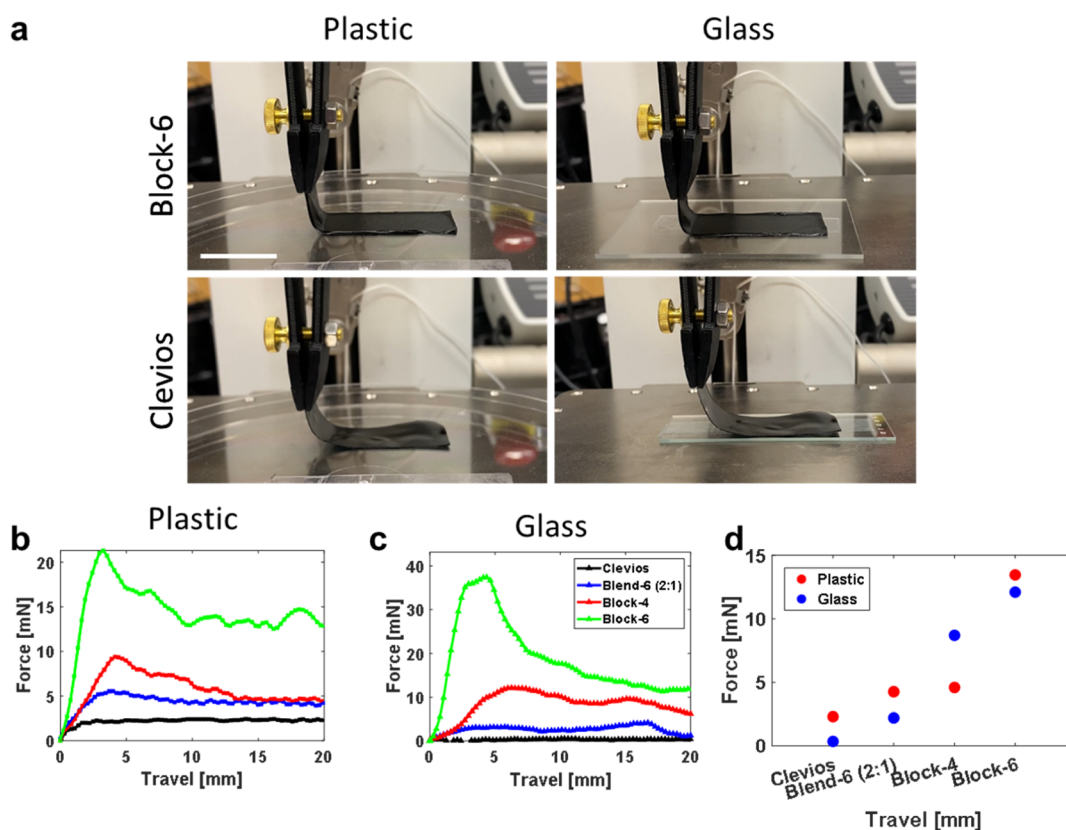 a
Plastic
Glass
Block-6
Clevios
b
Plastic
20
15
10
5
0
Force [mN]
0 5 10 15 20
Travel [mm]
c
Glass
40
30
20
10
0
Force [mN]
0 5 10 15 20
Travel [mm]
Clevios
Blend-6 (2:1)
Block-4
Block-6
d
15
10
5
0
Force [mN]
Plastic
Glass
Clevios
Blend-6 (2:1)
Block-4
Block-6
Travel [mm]